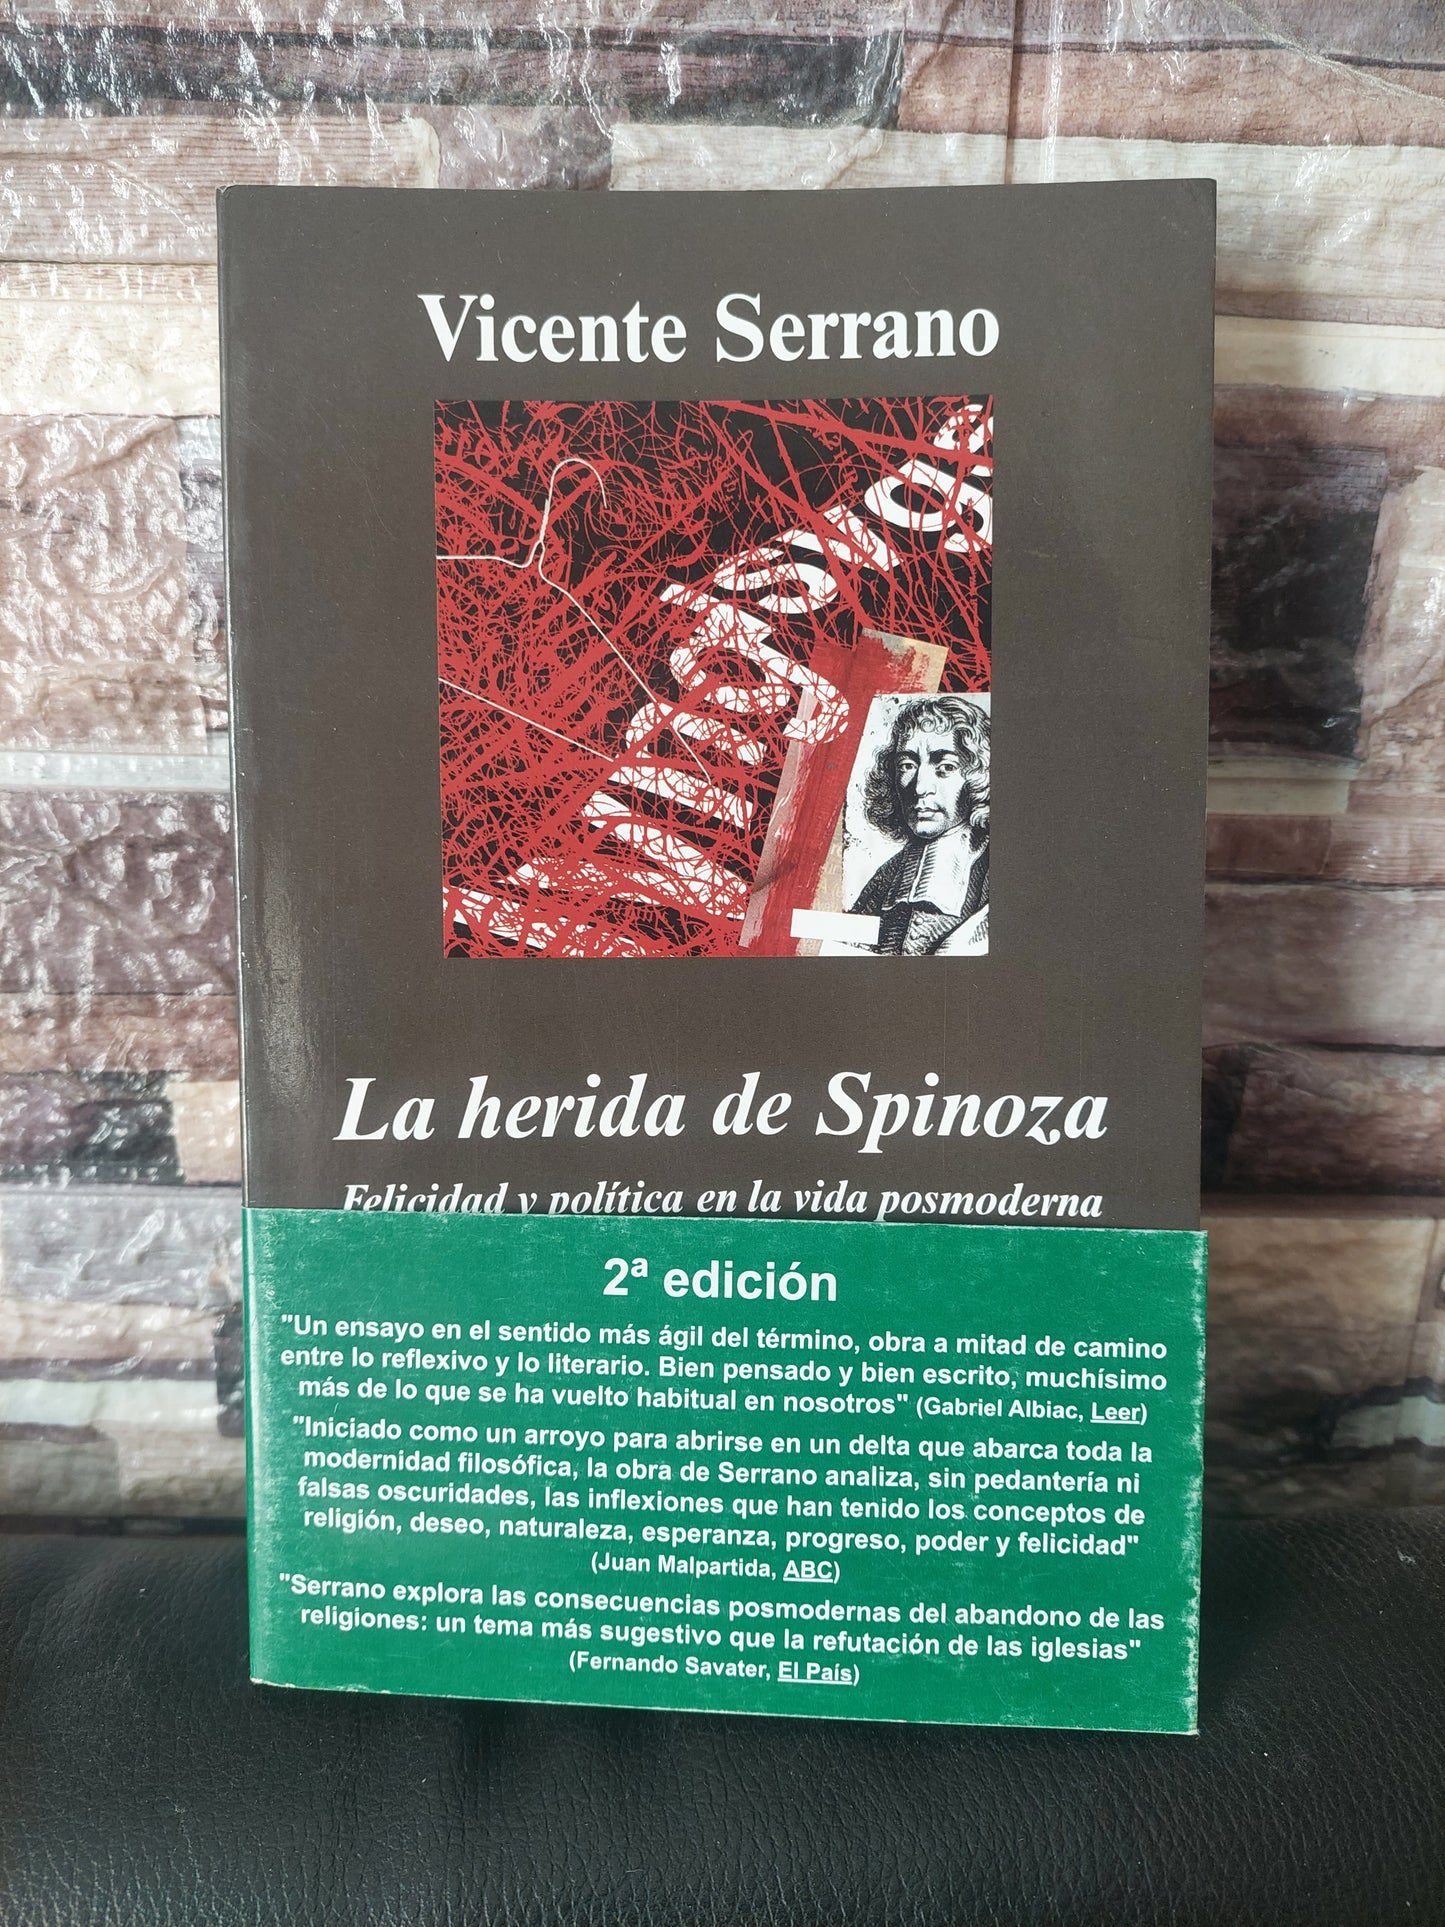 Vicente Serrano
La herida de Spinoza
Felicidad y política en la vida posmoderna
2ª edición
"Un ensayo en el sentido más ágil del término, obra a mitad de camino
entre lo reflexivo y lo literario. Bien pensado y bien escrito, muchísimo
más de lo que se ha vuelto habitual en nosotros" (Gabriel Albiac, Leer)
"Iniciado como un arroyo para abrirse en un delta que abarca toda la
modernidad filosófica, la obra de Serrano analiza, sin pedantería ni
falsas oscuridades, las inflexiones que han tenido los conceptos de
religión, deseo, naturaleza, esperanza, progreso, poder y felicidad"
(Juan Malpartida, ABC)
"Serrano explora las consecuencias posmodernas del abandono de las
religiones: un tema más sugestivo que la refutación de las iglesias"
(Fernando Savater, El País)